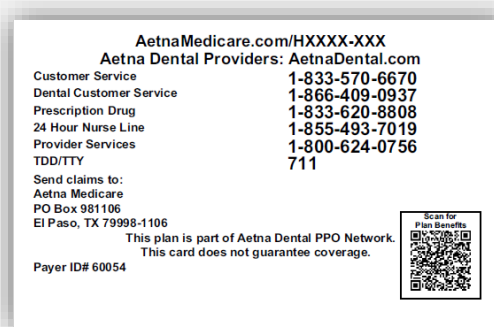 AetnaMedicare.com/HXXXX-XXX
Aetna Dental Providers: AetnaDental.com
Customer Service 1-833-570-6670
Dental Customer Service 1-866-409-0937
Prescription Drug 1-833-620-8808
24 Hour Nurse Line 1-855-493-7019
Provider Services 1-800-624-0756
TDD/TTY 711
Send claims to:
Aetna Medicare
PO Box 981106
El Paso, TX 79998-1106
Scan for
Plan Benefits
This plan is part of Aetna Dental PPO Network.
This card does not guarantee coverage.
Payer ID# 60054